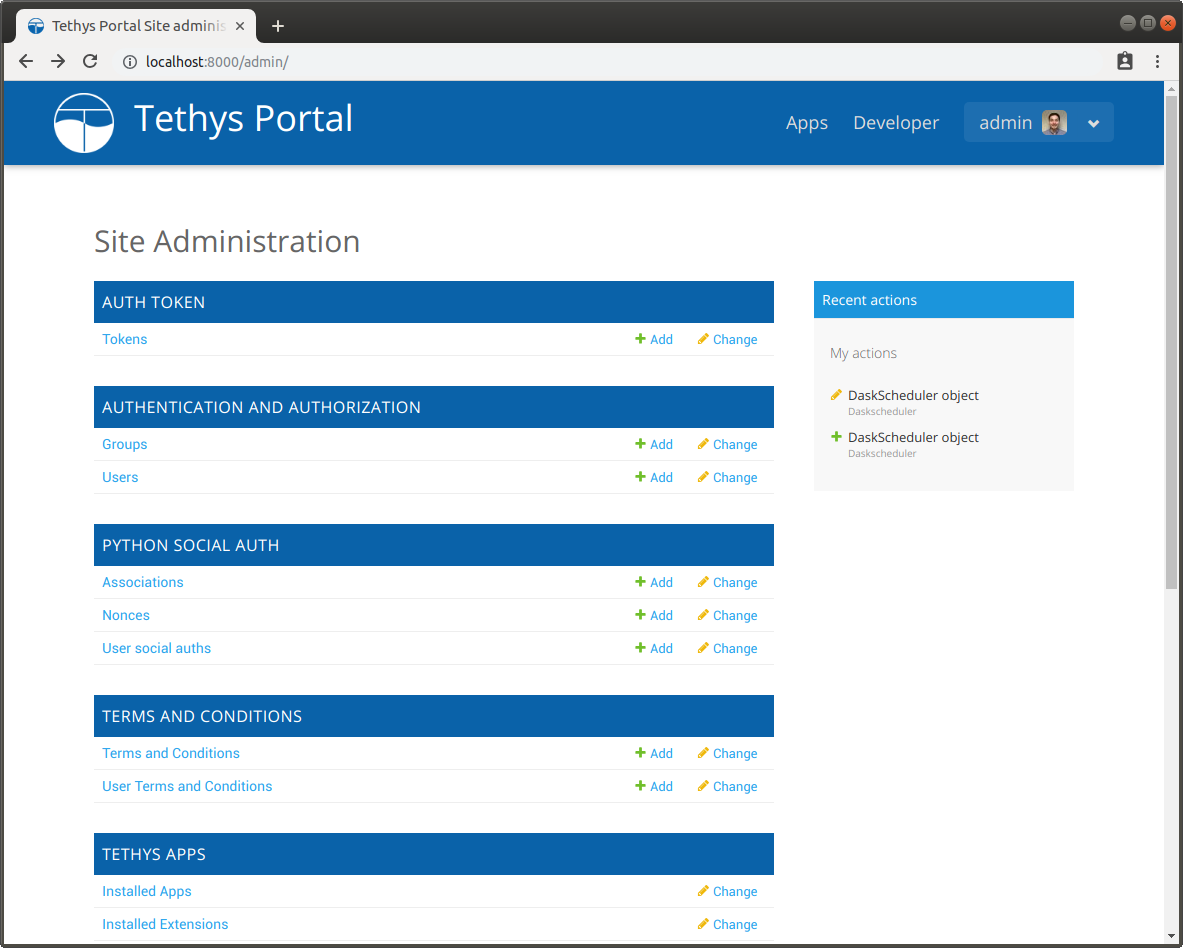 Tethys Portal Site adminis
localhost:8000/admin/
Tethys Portal
Apps Developer admin
Site Administration
AUTH TOKEN
Tokens Add Change
AUTHENTICATION AND AUTHORIZATION
Groups Add Change
Users Add Change
PYTHON SOCIAL AUTH
Associations Add Change
Nonces Add Change
User social auths Add Change
TERMS AND CONDITIONS
Terms and Conditions Add Change
User Terms and Conditions Add Change
TETHYS APPS
Installed Apps Change
Installed Extensions Change
Recent actions
My actions
DaskScheduler object
Daskscheduler
DaskScheduler object
Daskscheduler